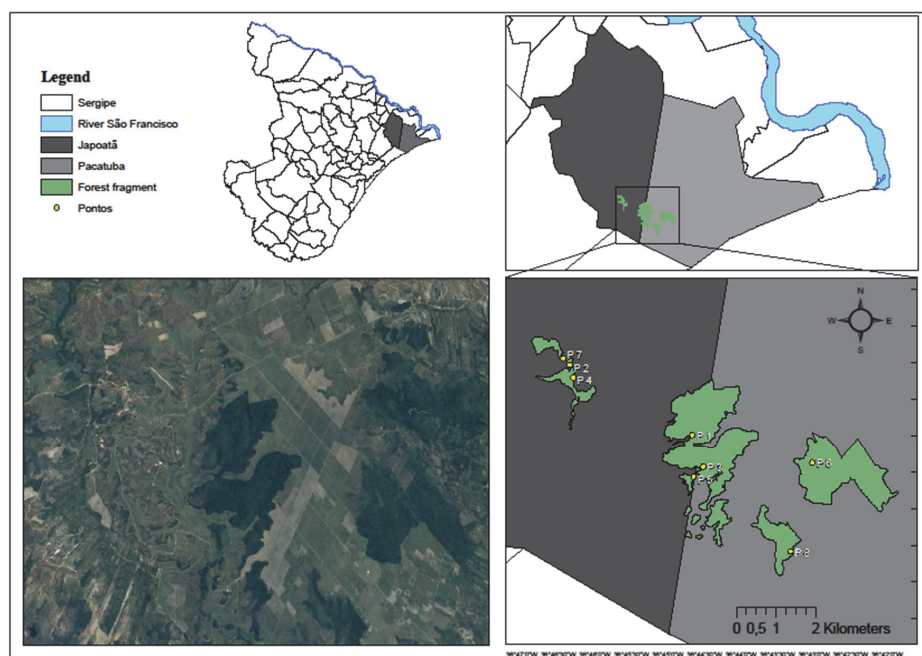 Legend
Sergipe
River São Francisco
Japoatã
Pacatuba
Forest fragment
Pontos
N
W
E
S
P 7
P 2
P 4
P 1
P 3
P 5
P 6
P 8
0 0,5 1 2 Kilometers